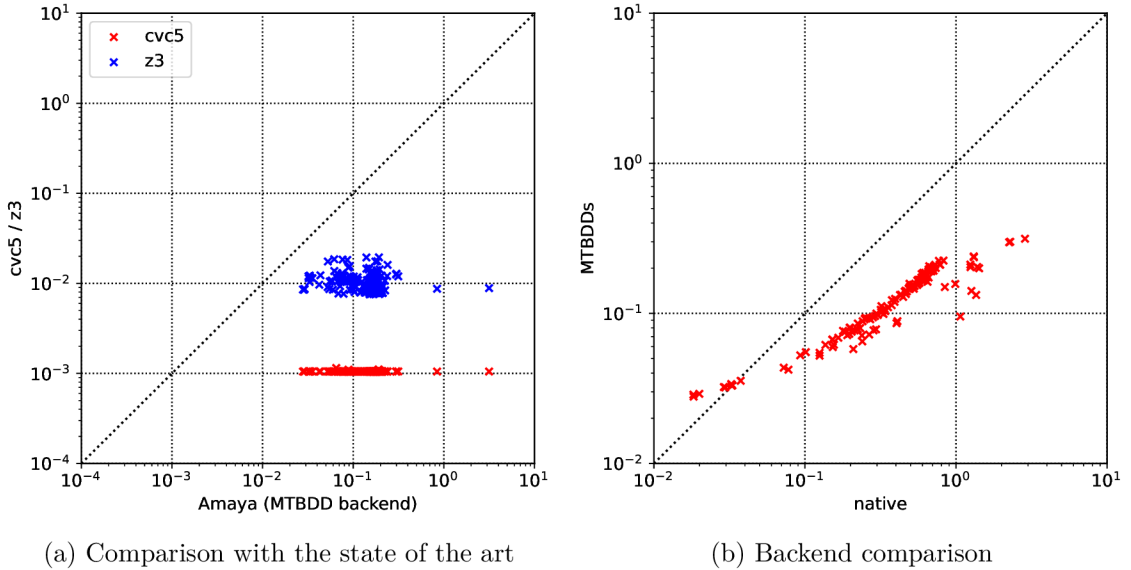 10^1
10^0
10^-1
10^-2
10^-3
10^-4
cvc5 / z3
cvc5
z3
10^-4 10^-3 10^-2 10^-1 10^0 10^1
Amaya (MTBDD backend)
(a) Comparison with the state of the art
10^1
10^0
10^-1
10^-2
MTBDDs
10^-2 10^-1 10^0 10^1
native
(b) Backend comparison